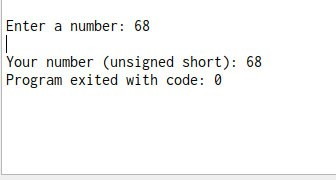 Enter a number: 68
Your number (unsigned short): 68
Program exited with code: 0